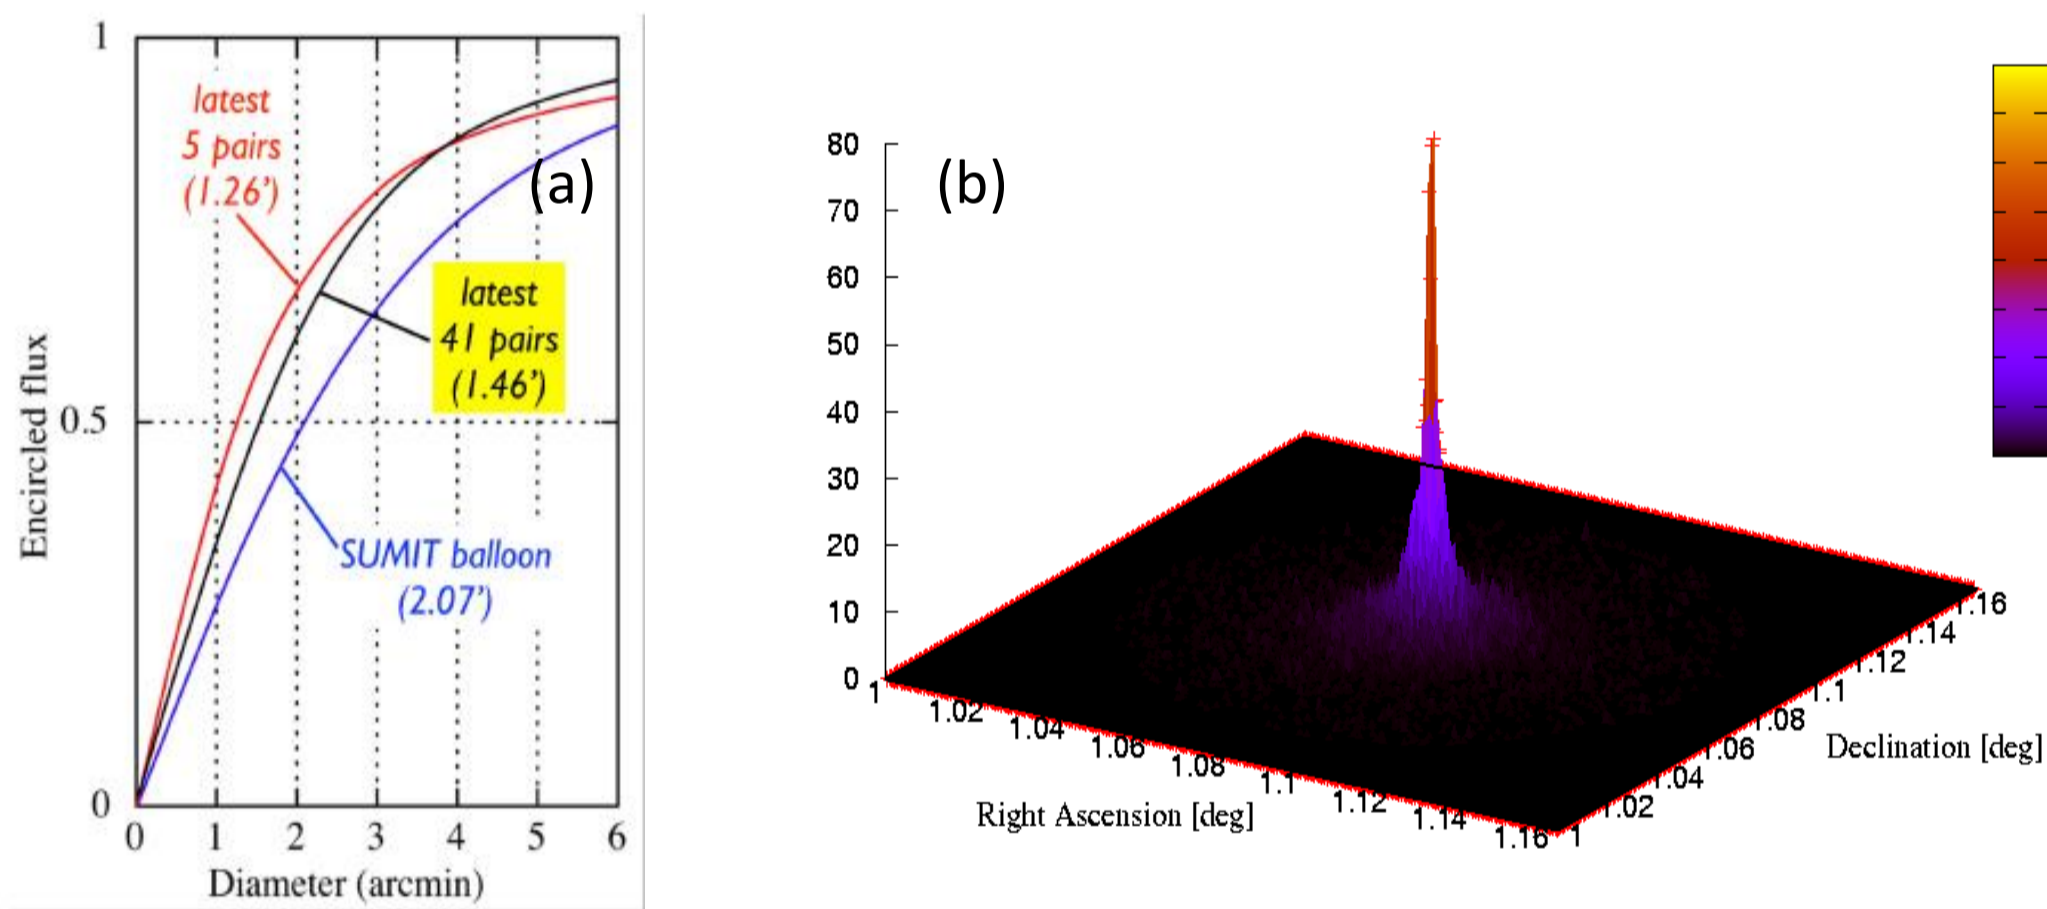 1
0.5
0
Encircled flux
latest
5 pairs
(1.26')
(a)
latest
41 pairs
(1.46')
SUMIT balloon
(2.07')
0 1 2 3 4 5 6
Diameter (arcmin)
(b)
80
70
60
50
40
30
20
10
0
1 1.02 1.04 1.06 1.08 1.1 1.12 1.14 1.16
Right Ascension [deg]
1 1.02 1.04 1.06 1.08 1.1 1.12 1.14 1.16
Declination [deg]